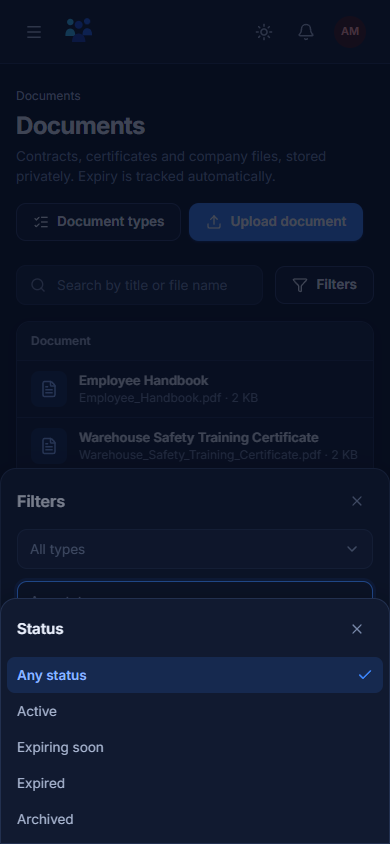 AM
Documents
Documents
Contracts, certificates and company files, stored
privately. Expiry is tracked automatically.
Document types
Upload document
Search by title or file name
Filters
Document
Employee Handbook
Employee_Handbook.pdf · 2 KB
Warehouse Safety Training Certificate
Warehouse_Safety_Training_Certificate.pdf · 2 KB
Filters
All types
Status
Any status
Active
Expiring soon
Expired
Archived